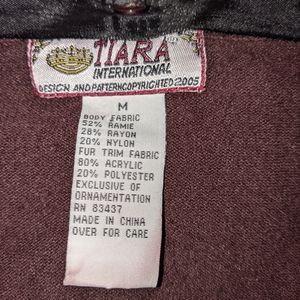 TIARA
INTERNATIONAL
DESIGN AND PATTERN COPYRIGHTED 2005
M
BODY FABRIC
52% RAMIE
28% RAYON
20% NYLON
FUR TRIM FABRIC
80% ACRYLIC
20% POLYESTER
EXCLUSIVE OF
ORNAMENTATION
RN 83437
MADE IN CHINA
OVER FOR CARE